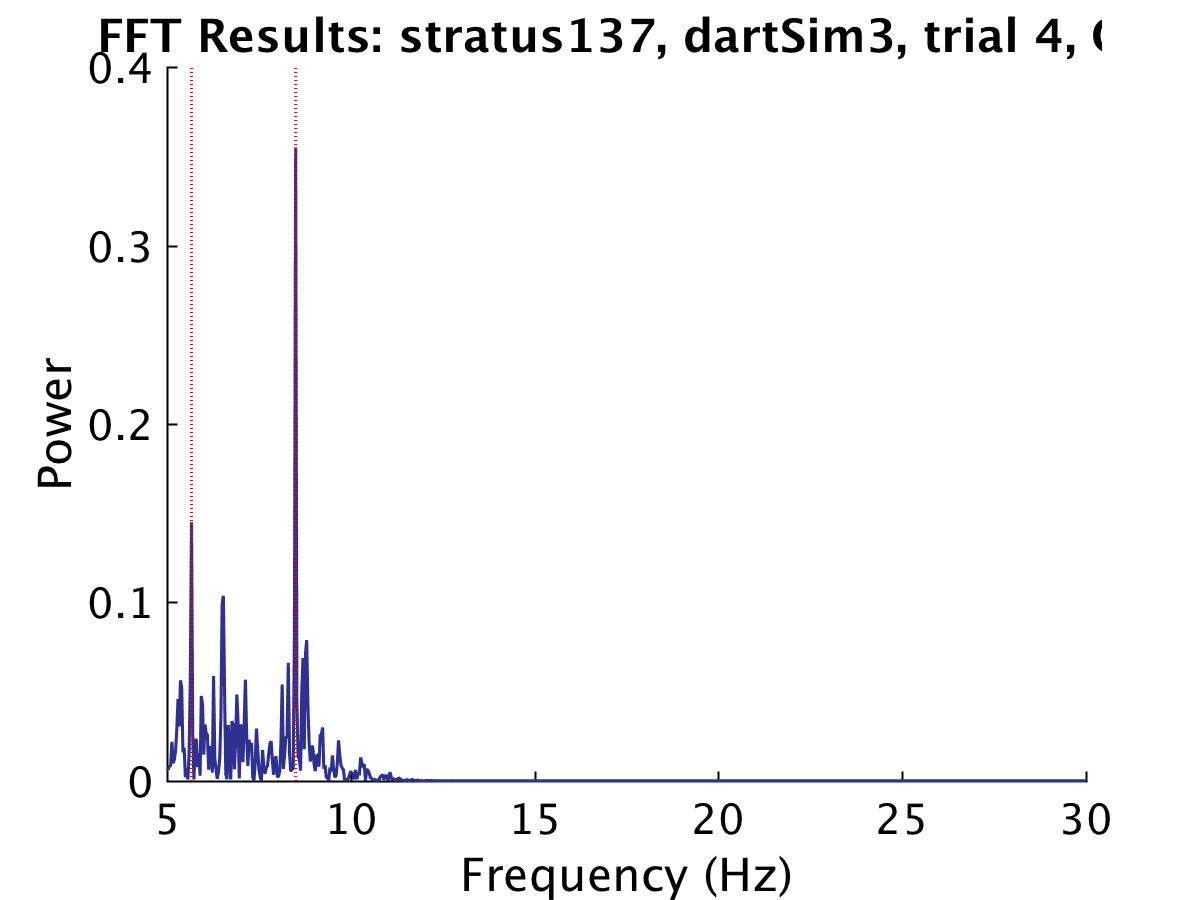 FFT Results: stratus137, dartSim3, trial 4,
0.4
0.3
0.2
0.1
0
Power
5 10 15 20 25 30
Frequency (Hz)